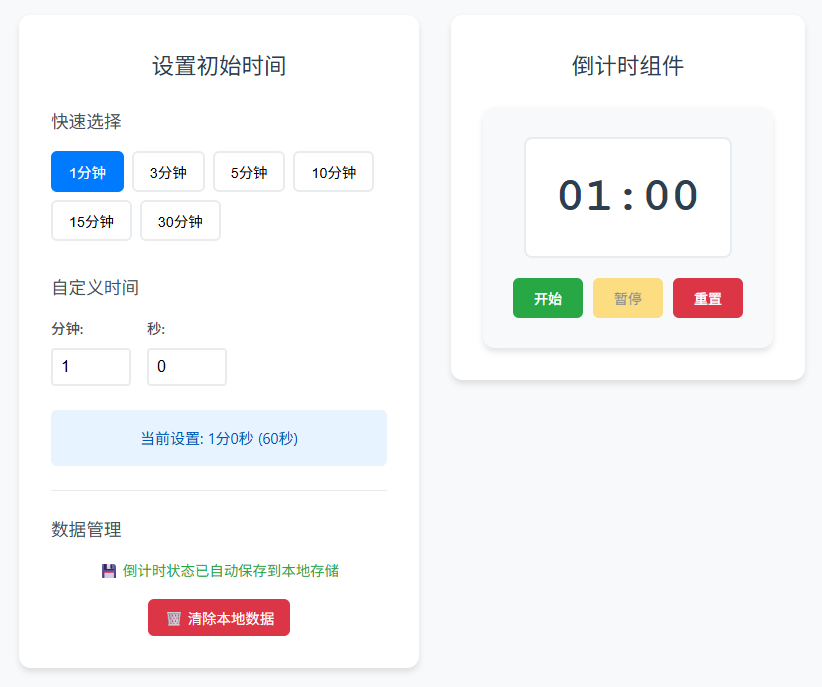 设置初始时间
快速选择
1分钟 3分钟 5分钟 10分钟
15分钟 30分钟
自定义时间
分钟: 秒:
1 0
当前设置: 1分0秒 (60秒)
数据管理
💾 倒计时状态已自动保存到本地存储
🗑️ 清除本地数据
倒计时组件
01:00
开始 暂停 重置